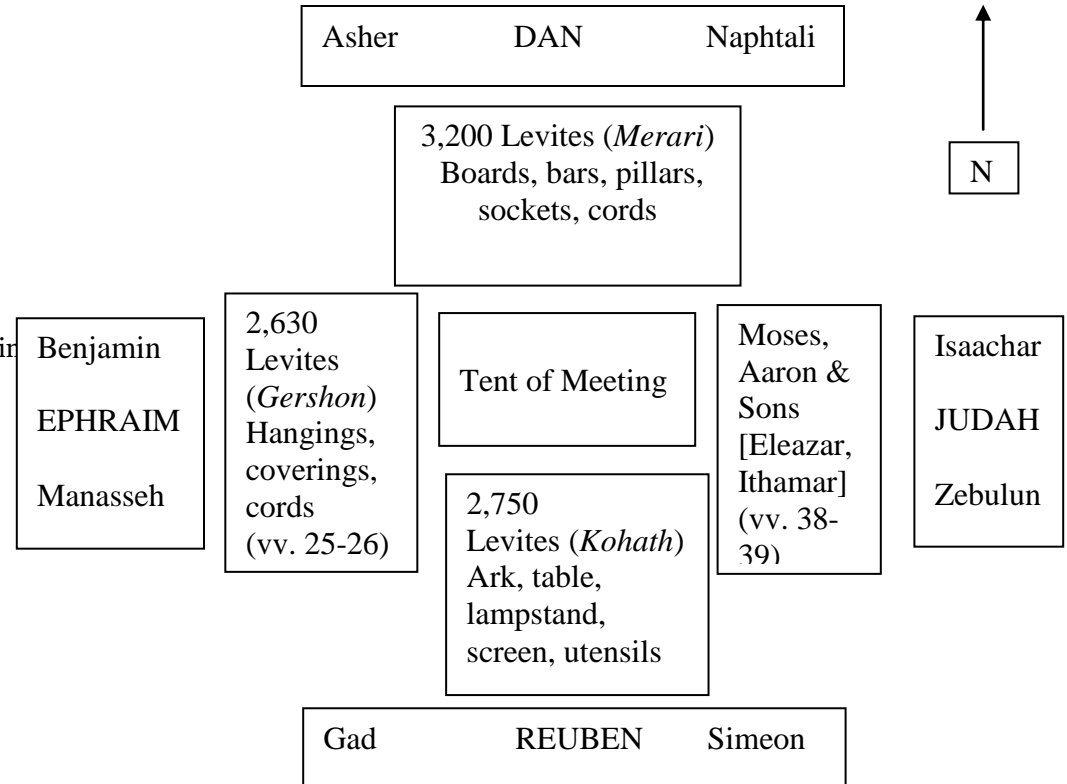 Asher DAN Naphtali
3,200 Levites (Merari)
Boards, bars, pillars,
sockets, cords
N
in
Benjamin
EPHRAIM
Manasseh
2,630
Levites
(Gershon)
Hangings,
coverings,
cords
(vv. 25-26)
Tent of Meeting
Moses,
Aaron &
Sons
[Eleazar,
Ithamar]
(vv. 38-
39)
Isaachar
JUDAH
Zebulun
2,750
Levites (Kohath)
Ark, table,
lampstand,
screen, utensils
Gad REUBEN Simeon